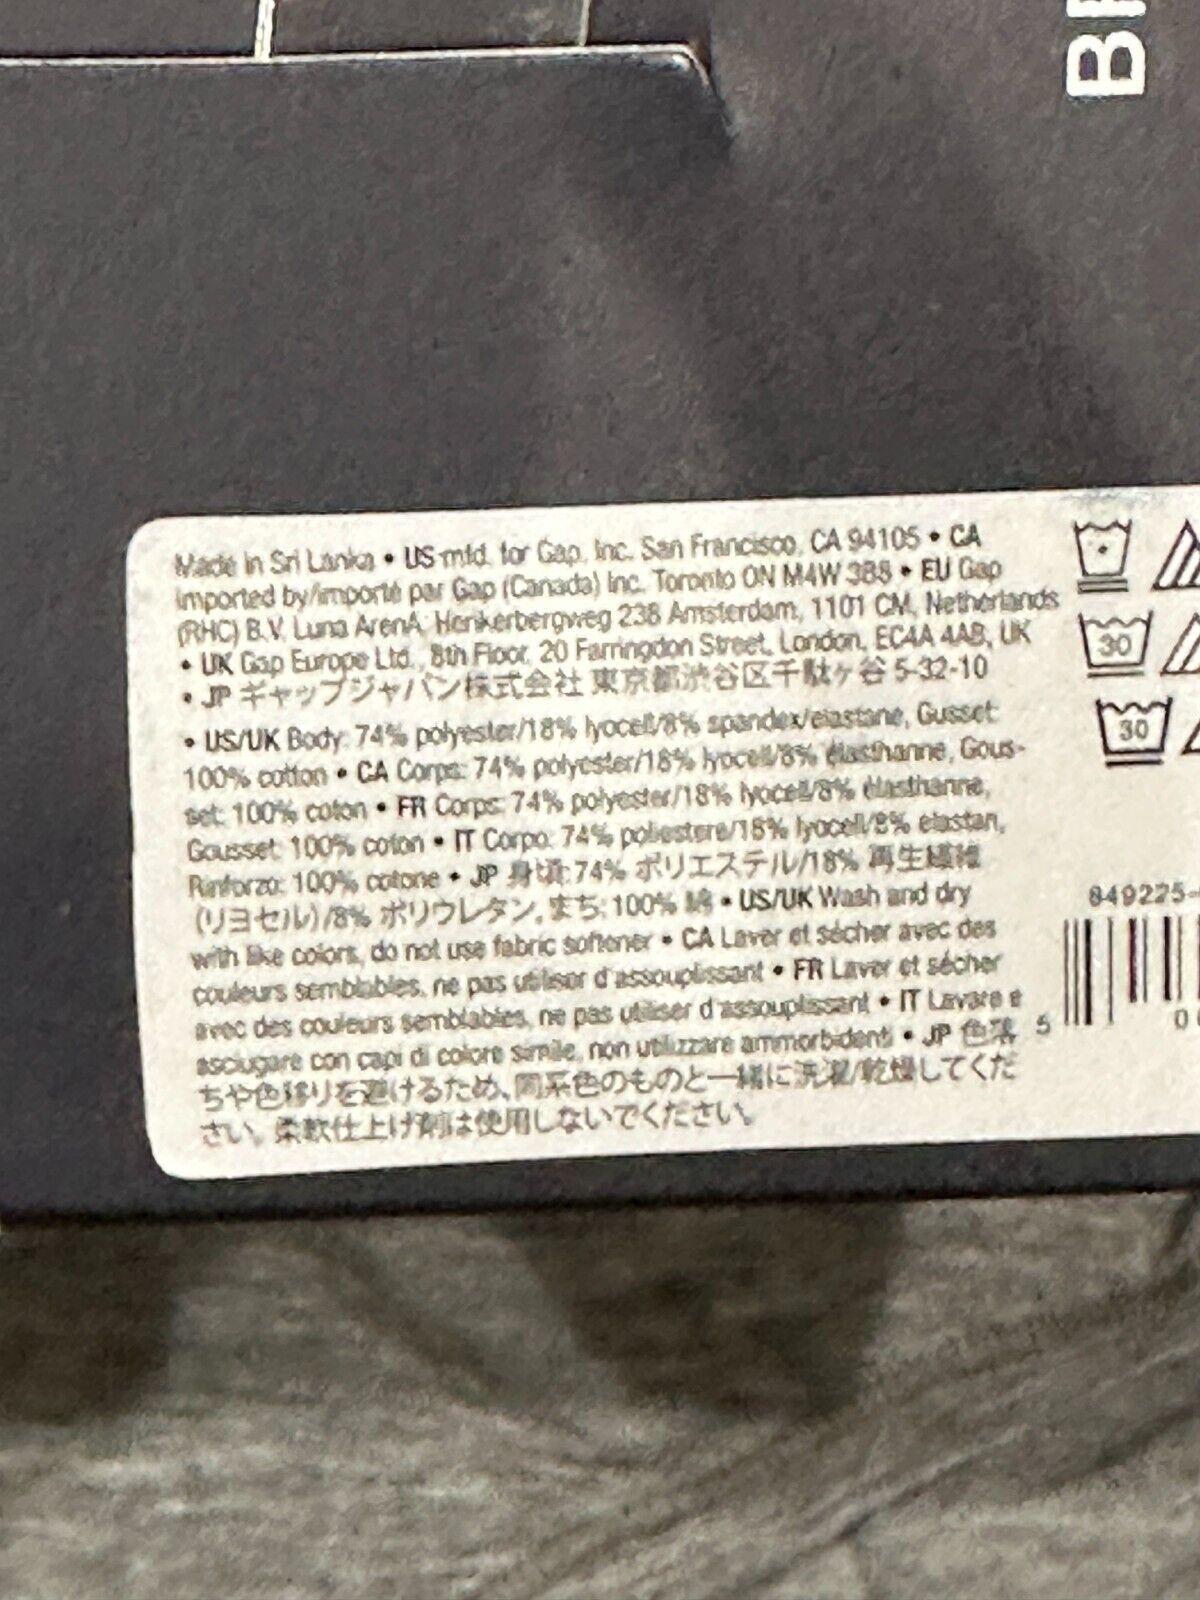 B
Made in Sri Lanka • US mfd. for Gap, Inc. San Francisco, CA 94105 • CA
imported by/importé par Gap (Canada) Inc. Toronto ON M4W 3B8 • EU Gap
(RHC) B.V. Luna ArenA, Herikerbergweg 238 Amsterdam, 1101 CM, Netherlands
• UK Gap Europe Ltd., 8th Floor, 20 Farringdon Street, London, EC4A 4AB, UK
• JP ギャップジャパン株式会社 東京都渋谷区千駄ヶ谷 5-32-10
• US/UK Body: 74% polyester/18% lyocell/8% spandex/elastane, Gusset:
100% cotton • CA Corps: 74% polyester/18% lyocell/8% élasthanne, Gous-
set: 100% coton • FR Corps: 74% polyester/18% lyocell/8% élasthanne,
Gousset: 100% coton • IT Corpo: 74% poliestere/18% lyocell/8% elastan,
Rinforzo: 100% cotone • JP 身頃: 74% ポリエステル/18% 再生繊維
(リヨセル)/8% ポリウレタン, まち: 100% 綿 • US/UK Wash and dry
with like colors, do not use fabric softener • CA Laver et sécher avec des
couleurs semblables, ne pas utiliser d'assouplissant • FR Laver et sécher
avec des couleurs semblables, ne pas utiliser d'assouplissant • IT Lavare e
asciugare con capi di colore simile, non utilizzare ammorbidenti • JP 色落
ちや色移りを避けるため、同系色のものと一緒に洗濯/乾燥してくだ
さい。柔軟仕上げ剤は使用しないでください。
30
30
849225-
5 0